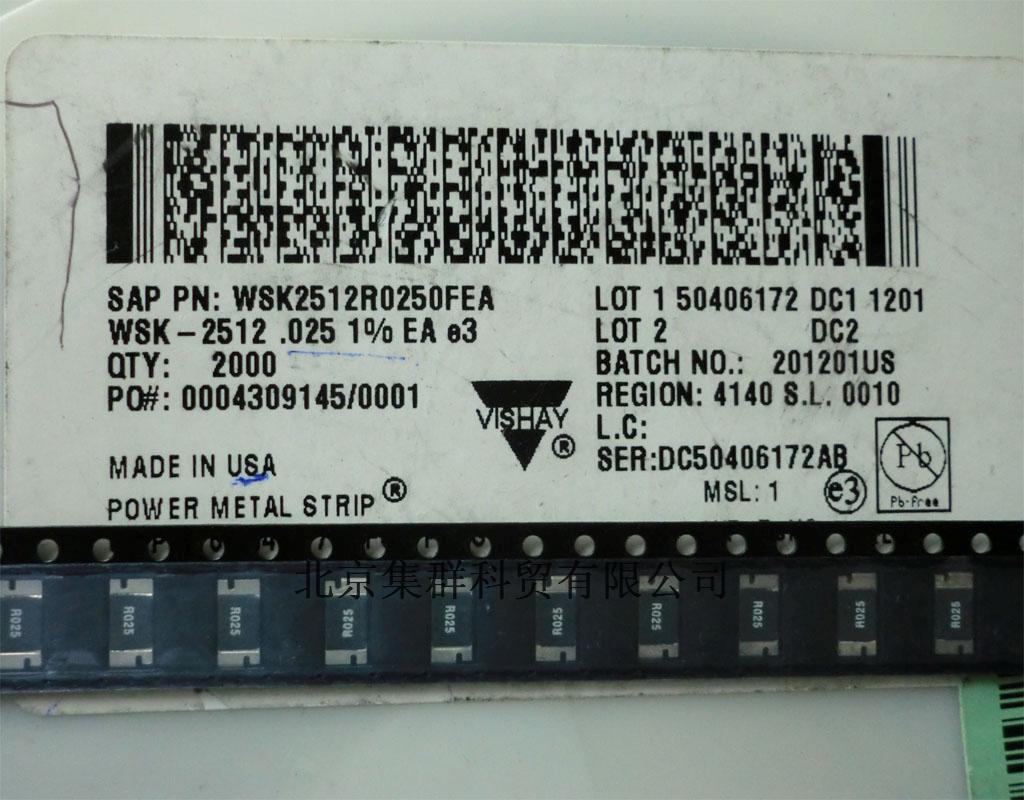 SAP PN: WSK2512R0250FEA
WSK-2512 .025 1% EA e3
QTY: 2000
PO#: 0004309145/0001
MADE IN USA
POWER METAL STRIP®
VISHAY®
LOT 1 50406172 DC1 1201
LOT 2 DC2
BATCH NO.: 201201US
REGION: 4140 S.L. 0010
L.C:
SER:DC50406172AB
MSL: 1
e3
Pb
Pb-free
北京集群科贸有限公司
R025 R025 R025 R025 R025 R025 R025 R025 R025 R025